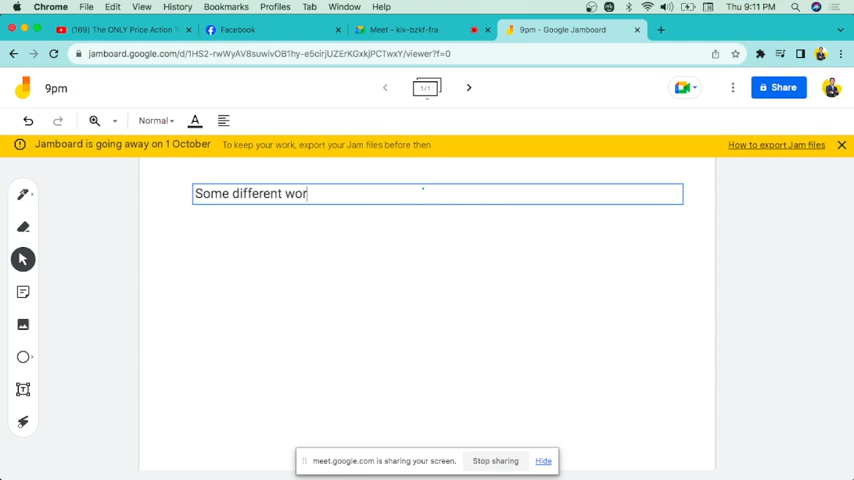 Chrome File Edit View History Bookmarks Profiles Tab Window Help Thu 9:11 PM
(169) The ONLY Price Action T Facebook Meet – kiv-bzkf-fra 9pm - Google Jamboard
jamboard.google.com/d/1HS2-rwWyAV8suwivOB1hy-e5cirjUZErKGxkjPCTwxY/viewer?f=0
9pm 1/1 Share
Normal A
Jamboard is going away on 1 October To keep your work, export your Jam files before then How to export Jam files
Some different wor
T
meet.google.com is sharing your screen. Stop sharing Hide